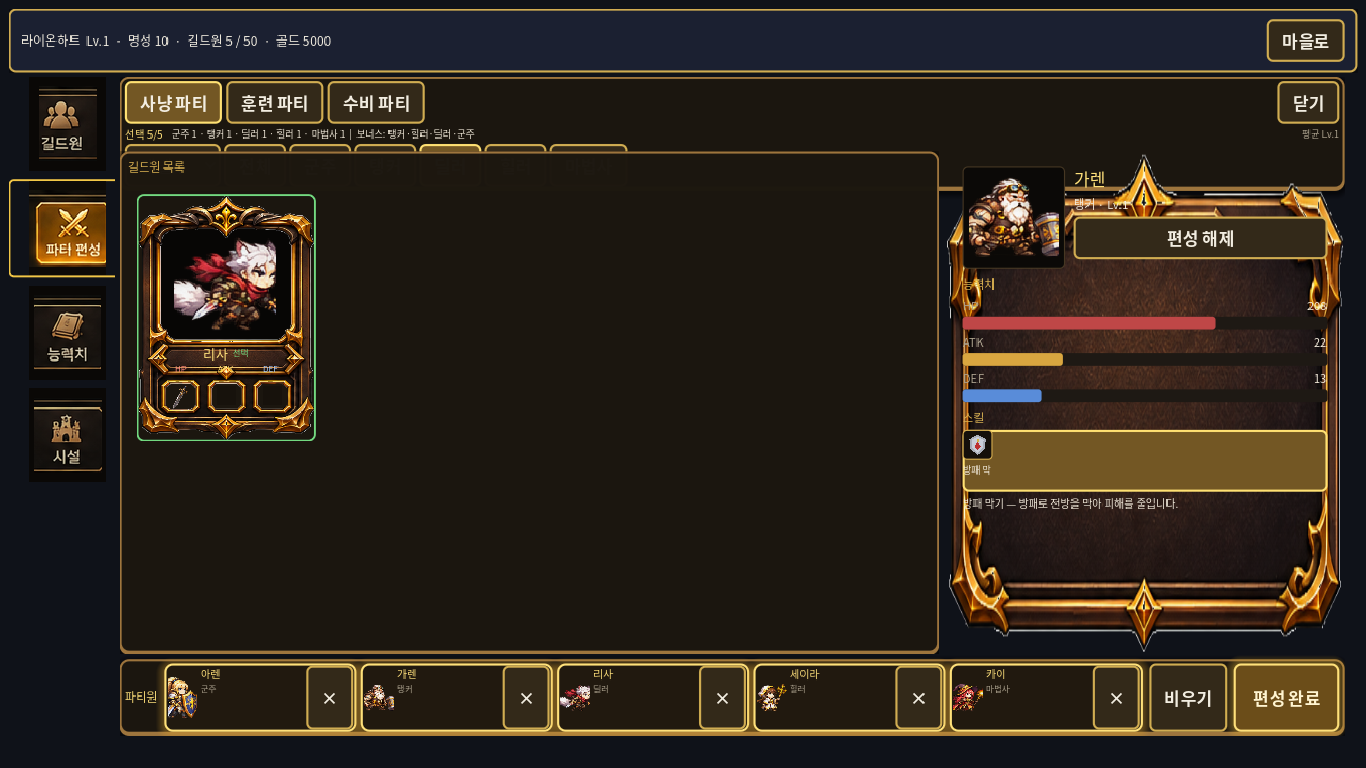 라이온하트 Lv.1 - 명성 10 · 길드원 5 / 50 · 골드 5000
마을로
길드원
파티 편성
능력치
시셀
사냥 파티
훈련 파티
수비 파티
닫기
선택 5/5 군주 1 · 탱커 1 · 딜러 1 · 힐러 1 · 마법사 1 | 보너스: 탱커·힐러·딜러·군주
평균 Lv.1
길드원 목록
리사 선택
HP ATK DEF
가렌
탱커 · Lv.1
편성 해제
능력치
HP 208
ATK 22
DEF 13
스킬
방패 막
방패 막기 — 방패로 전방을 막아 피해를 줄입니다.
파티원
아렌
군주
×
가렌
탱커
×
리사
딜러
×
세이라
힐러
×
카이
마법사
×
비우기
편성 완료